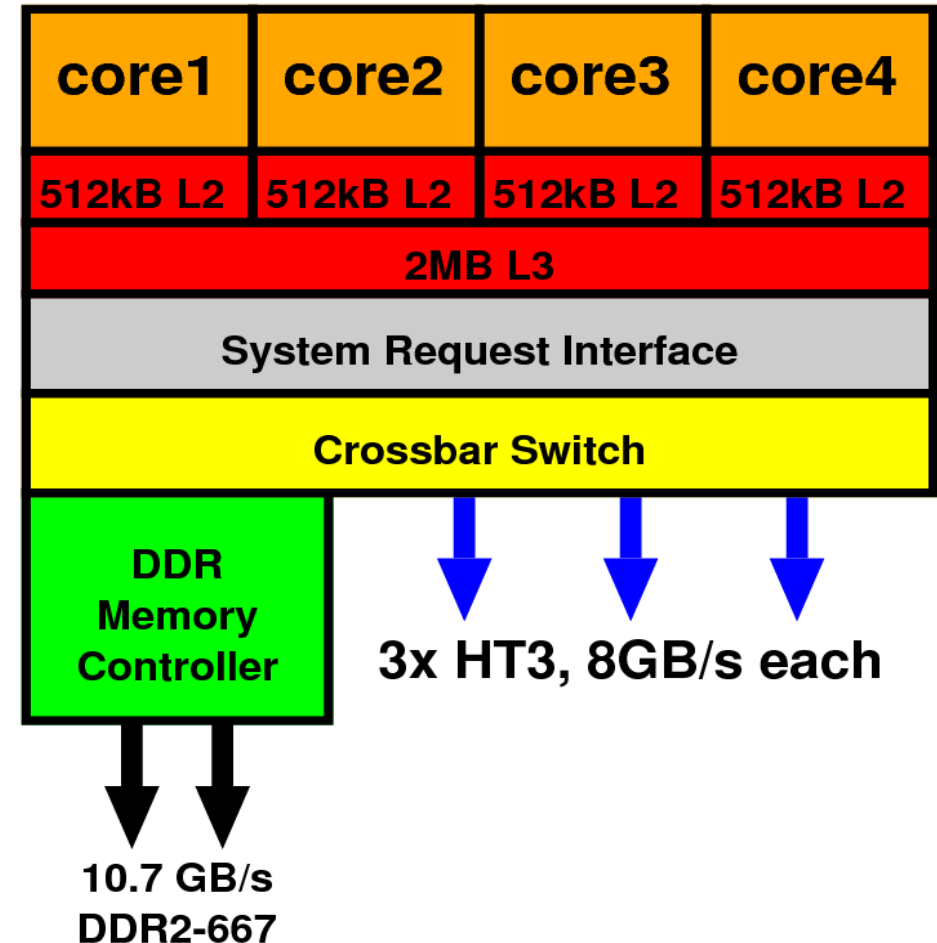 core1 core2 core3 core4
512kB L2 512kB L2 512kB L2 512kB L2
2MB L3
System Request Interface
Crossbar Switch
DDR
Memory
Controller
3x HT3, 8GB/s each
10.7 GB/s
DDR2-667